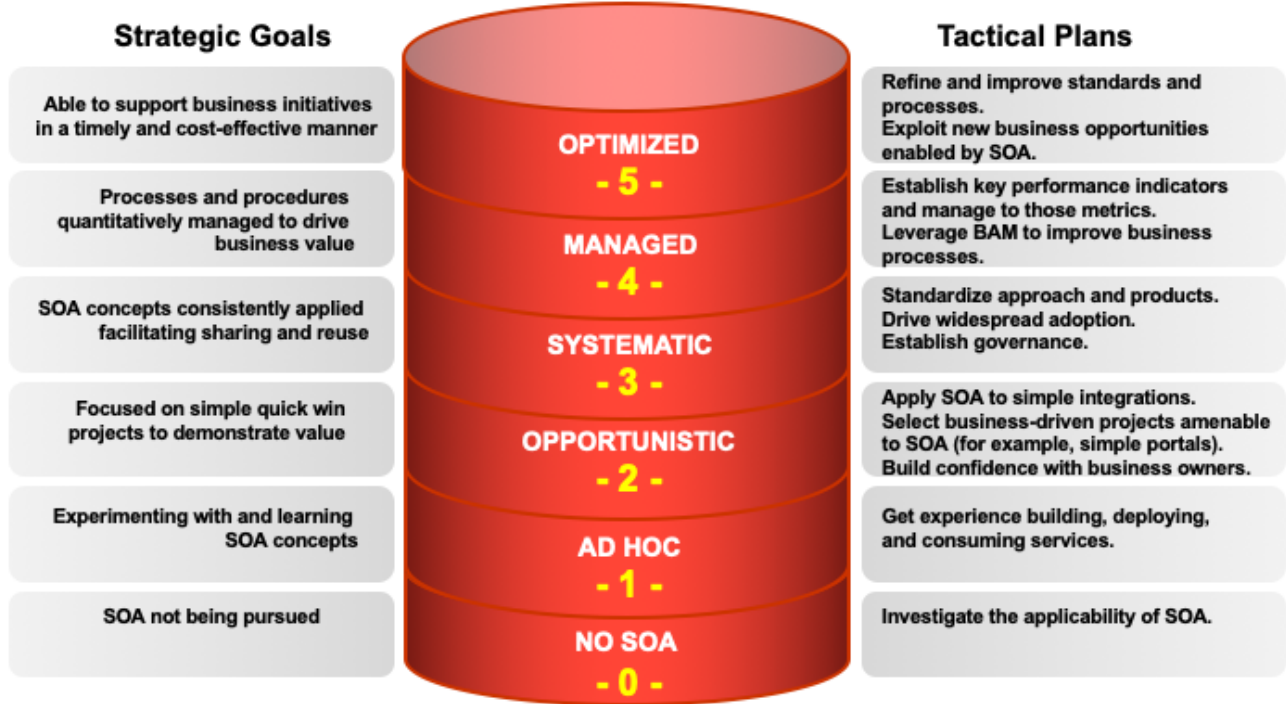 Strategic Goals
Able to support business initiatives
in a timely and cost-effective manner
Processes and procedures
quantitatively managed to drive
business value
SOA concepts consistently applied
facilitating sharing and reuse
Focused on simple quick win
projects to demonstrate value
Experimenting with and learning
SOA concepts
SOA not being pursued
OPTIMIZED
- 5 -
MANAGED
- 4 -
SYSTEMATIC
- 3 -
OPPORTUNISTIC
- 2 -
AD HOC
- 1 -
NO SOA
- 0 -
Tactical Plans
Refine and improve standards and
processes.
Exploit new business opportunities
enabled by SOA.
Establish key performance indicators
and manage to those metrics.
Leverage BAM to improve business
processes.
Standardize approach and products.
Drive widespread adoption.
Establish governance.
Apply SOA to simple integrations.
Select business-driven projects amenable
to SOA (for example, simple portals).
Build confidence with business owners.
Get experience building, deploying,
and consuming services.
Investigate the applicability of SOA.